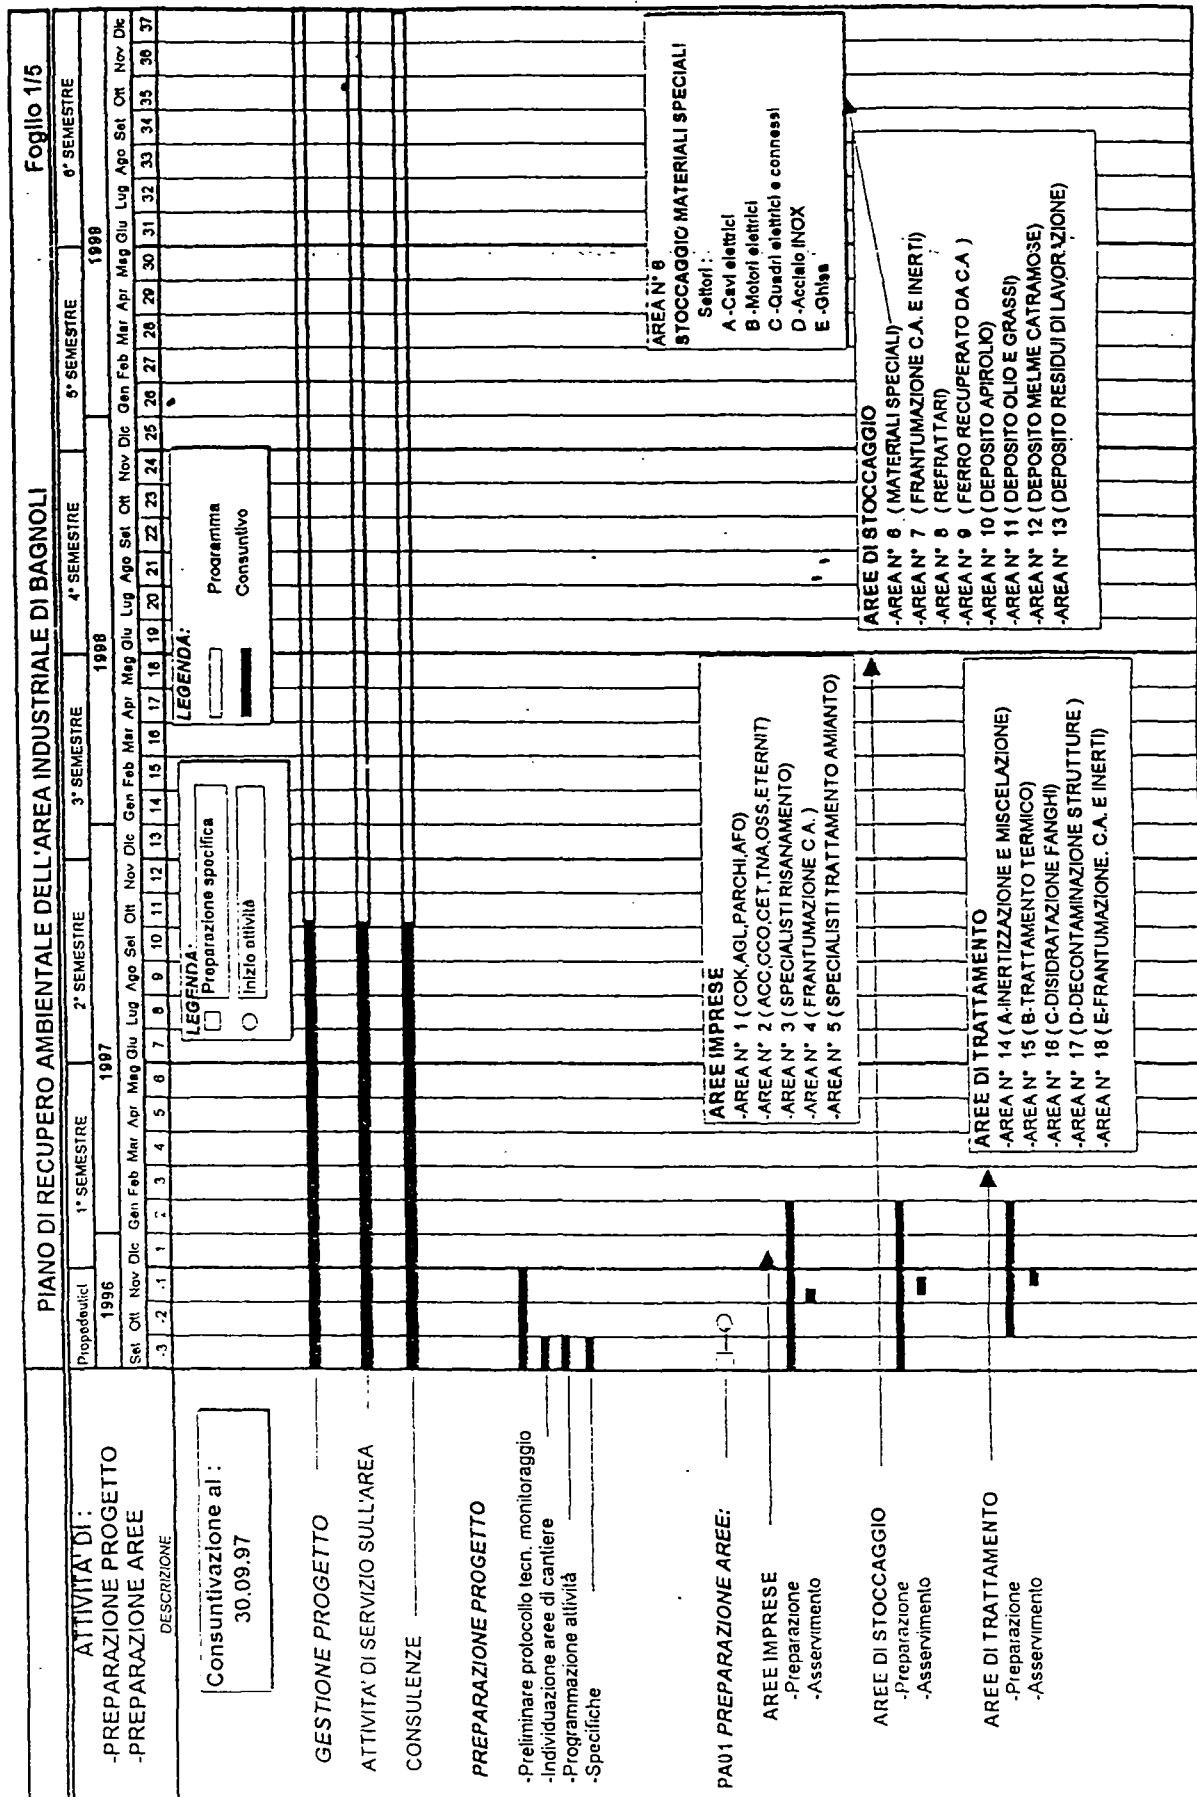 PIANO DI RECUPERO AMBIENTALE DELL'AREA INDUSTRIALE DI BAGNOLI
Foglio 1/5
ATTIVITA' DI :
-PREPARAZIONE PROGETTO
-PREPARAZIONE AREE
DESCRIZIONE
Propedeutici 1° SEMESTRE 2° SEMESTRE 3° SEMESTRE 4° SEMESTRE 5° SEMESTRE 6° SEMESTRE
1996 1997 1998 1999
Set Ott Nov Dic Gen Feb Mar Apr Mag Giu Lug Ago Set Ott Nov Dic Gen Feb Mar Apr Mag Giu Lug Ago Set Ott Nov Dic Gen Feb Mar Apr Mag Giu Lug Ago Set Ott Nov Dic
-3 -2 -1 1 2 3 4 5 6 7 8 9 10 11 12 13 14 15 16 17 18 19 20 21 22 23 24 25 26 27 28 29 30 31 32 33 34 35 36 37
Consuntivazione al :
30.09.97
LEGENDA:
Preparazione specifica
Inizio attività
LEGENDA:
Programma
Consuntivo
GESTIONE PROGETTO
ATTIVITA' DI SERVIZIO SULL'AREA
CONSULENZE
PREPARAZIONE PROGETTO
-Preliminare protocollo tecn. monitoraggio
-Individuazione aree di cantiere
-Programmazione attività
-Specifiche
PA01 PREPARAZIONE AREE:
AREE IMPRESE
-Preparazione
-Asservimento
AREE DI STOCCAGGIO
-Preparazione
-Asservimento
AREE DI TRATTAMENTO
-Preparazione
-Asservimento
AREE IMPRESE
-AREA N° 1 (COK,AGL,PARCHI,AFO)
-AREA N° 2 (ACC,CCO,CET,TNA,OSS,ETERNIT)
-AREA N° 3 (SPECIALISTI RISANAMENTO)
-AREA N° 4 (FRANTUMAZIONE C.A.)
-AREA N° 5 (SPECIALISTI TRATTAMENTO AMIANTO)
AREA N° 6
STOCCAGGIO MATERIALI SPECIALI
Settori :
A -Cavi elettrici
B -Motori elettrici
C -Quadri elettrici e connessi
D -Acciaio INOX
E -Ghisa
AREE DI STOCCAGGIO
-AREA N° 6 (MATERIALI SPECIALI)
-AREA N° 7 (FRANTUMAZIONE C.A. E INERTI)
-AREA N° 8 (REFRATTARI)
-AREA N° 9 (FERRO RECUPERATO DA C.A )
-AREA N° 10 (DEPOSITO APIROLIO)
-AREA N° 11 (DEPOSITO OLIO E GRASSI)
-AREA N° 12 (DEPOSITO MELME CATRAMOSE)
-AREA N° 13 (DEPOSITO RESIDUI DI LAVORAZIONE)
AREE DI TRATTAMENTO
-AREA N° 14 (A-INERTIZZAZIONE E MISCELAZIONE)
-AREA N° 15 (B-TRATTAMENTO TERMICO)
-AREA N° 16 (C-DISIDRATAZIONE FANGHI)
-AREA N° 17 (D-DECONTAMINAZIONE STRUTTURE )
-AREA N° 18 (E-FRANTUMAZIONE. C.A. E INERTI)